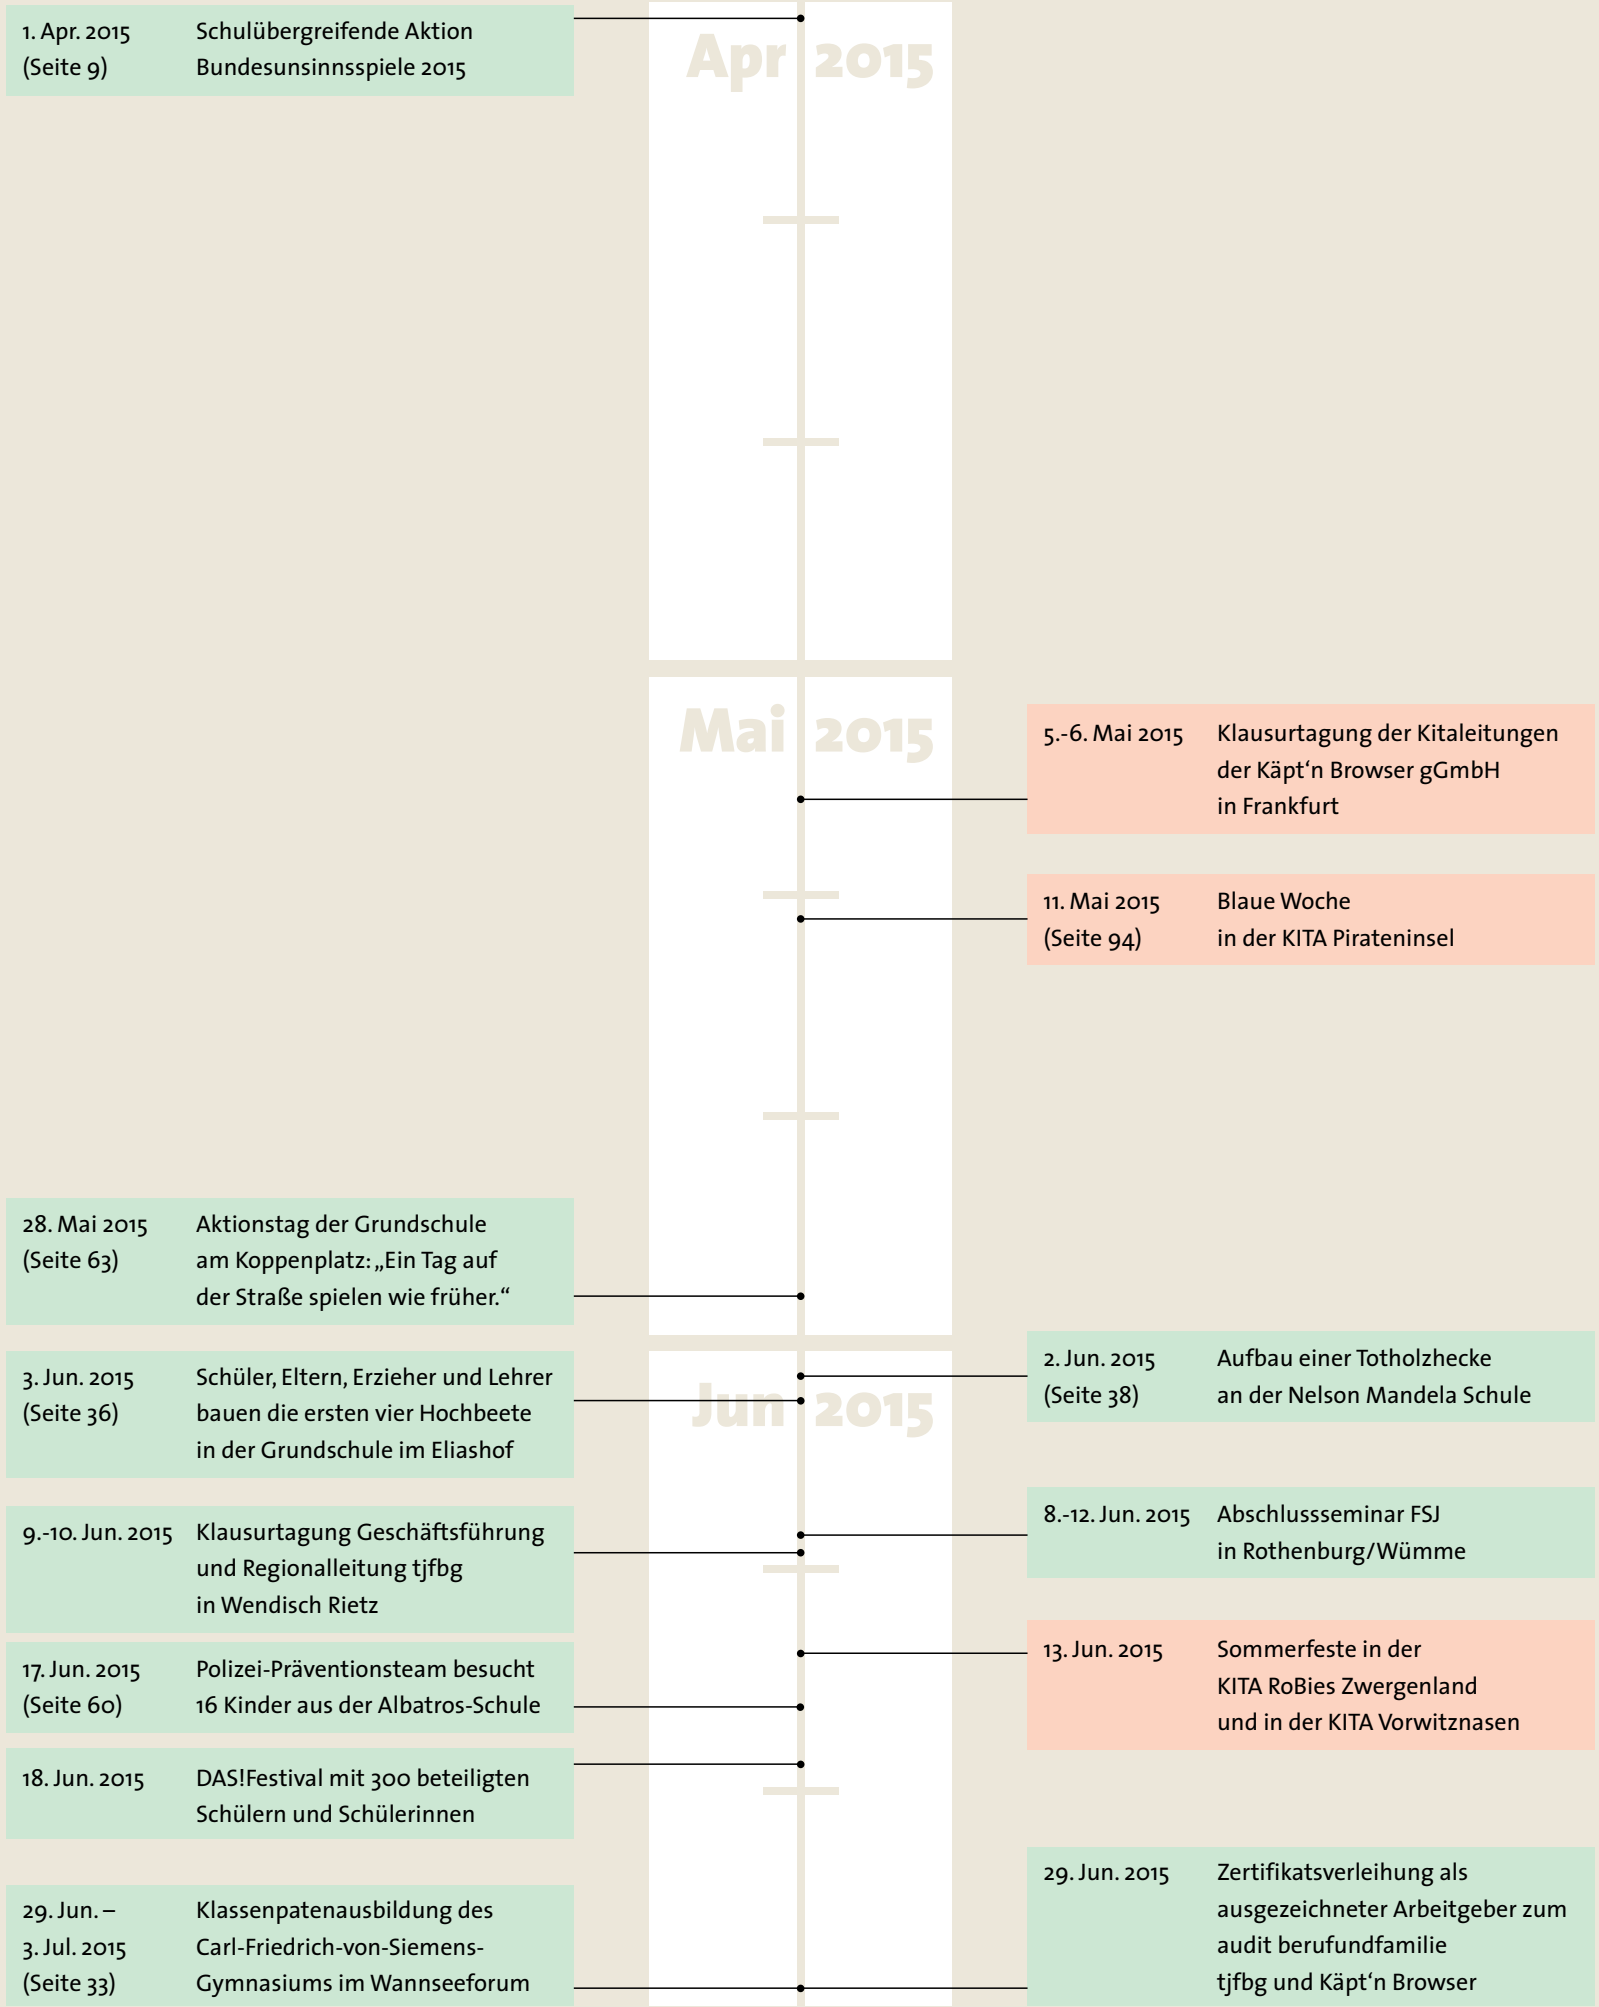 1. Apr. 2015 Schulübergreifende Aktion
(Seite 9) Bundesunsinnsspiele 2015
Apr 2015
Mai 2015
5.-6. Mai 2015 Klausurtagung der Kitaleitungen
der Käpt‘n Browser gGmbH
in Frankfurt
11. Mai 2015 Blaue Woche
(Seite 94) in der KITA Pirateninsel
28. Mai 2015 Aktionstag der Grundschule
(Seite 63) am Koppenplatz: „Ein Tag auf
der Straße spielen wie früher.“
Jun 2015
2. Jun. 2015 Aufbau einer Totholzhecke
(Seite 38) an der Nelson Mandela Schule
3. Jun. 2015 Schüler, Eltern, Erzieher und Lehrer
(Seite 36) bauen die ersten vier Hochbeete
in der Grundschule im Eliashof
8.-12. Jun. 2015 Abschlussseminar FSJ
in Rothenburg/Wümme
9.-10. Jun. 2015 Klausurtagung Geschäftsführung
und Regionalleitung tjfbg
in Wendisch Rietz
13. Jun. 2015 Sommerfeste in der
KITA RoBies Zwergenland
und in der KITA Vorwitznasen
17. Jun. 2015 Polizei-Präventionsteam besucht
(Seite 60) 16 Kinder aus der Albatros-Schule
18. Jun. 2015 DAS!Festival mit 300 beteiligten
Schülern und Schülerinnen
29. Jun. 2015 Zertifikatsverleihung als
ausgezeichneter Arbeitgeber zum
audit berufundfamilie
tjfbg und Käpt‘n Browser
29. Jun. – Klassenpatenausbildung des
3. Jul. 2015 Carl-Friedrich-von-Siemens-
(Seite 33) Gymnasiums im Wannseeforum